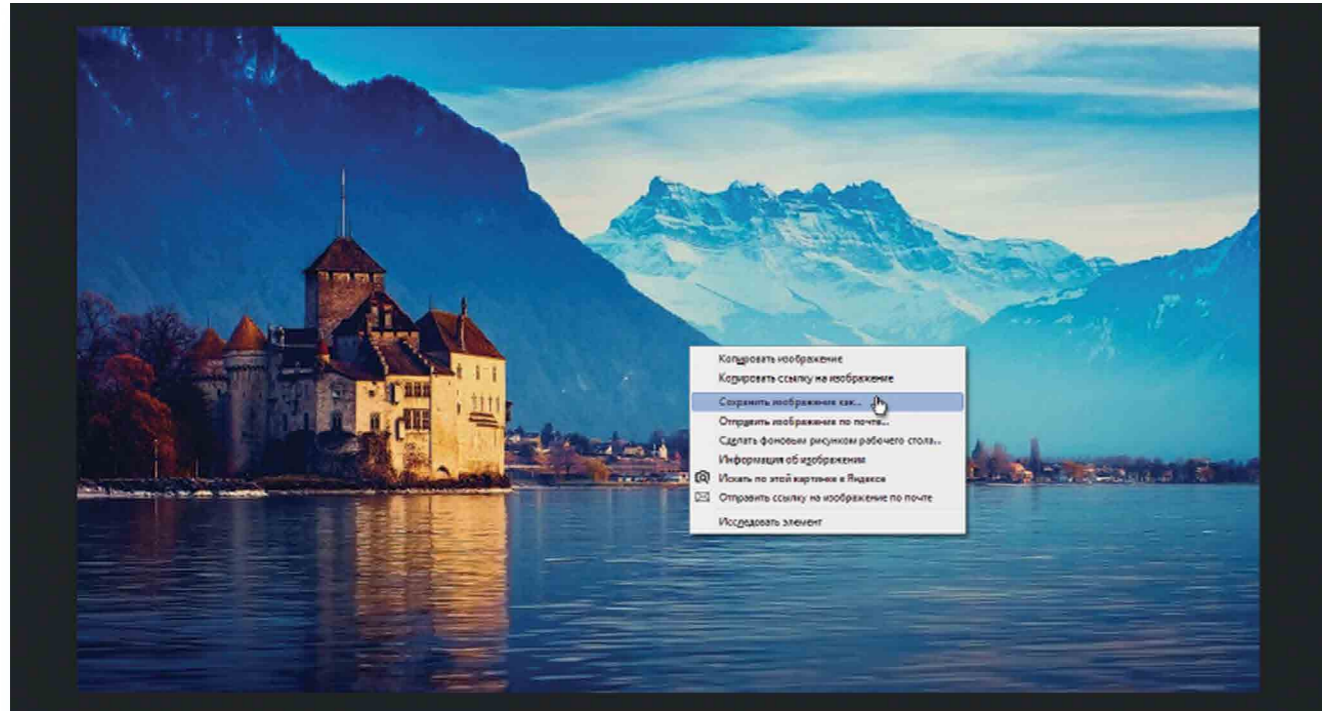 Копировать изображение
Копировать ссылку на изображение
Сохранить изображение как...
Отправить изображение по почте...
Сделать фоновым рисунком рабочего стола...
Информация об изображении
Искать по этой картинке в Яндексе
Отправить ссылку на изображение по почте
Исследовать элемент